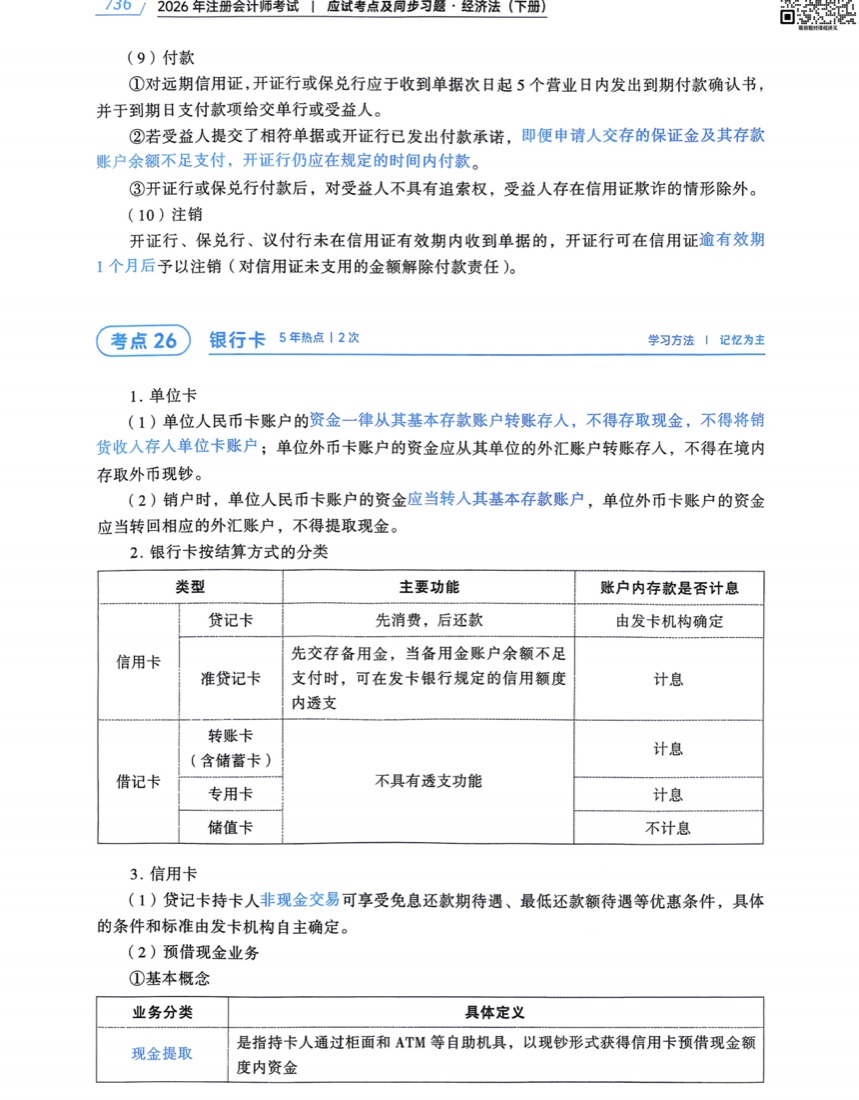 736 2026 年注册会计师考试 | 应试考点及同步习题·经济法（下册）
（9）付款
①对远期信用证，开证行或保兑行应于收到单据次日起 5 个营业日内发出到期付款确认书，
并于到期日支付款项给交单行或受益人。
②若受益人提交了相符单据或开证行已发出付款承诺，即便申请人交存的保证金及其存款
账户余额不足支付，开证行仍应在规定的时间内付款。
③开证行或保兑行付款后，对受益人不具有追索权，受益人存在信用证欺诈的情形除外。
（10）注销
开证行、保兑行、议付行未在信用证有效期内收到单据的，开证行可在信用证逾有效期
1 个月后予以注销（对信用证未支用的金额解除付款责任）。
考点 26 银行卡 5 年热点 | 2 次 学习方法 | 记忆为主
1. 单位卡
（1）单位人民币卡账户的资金一律从其基本存款账户转账存入，不得存取现金，不得将销
货收入存入单位卡账户；单位外币卡账户的资金应从其单位的外汇账户转账存入，不得在境内
存取外币现钞。
（2）销户时，单位人民币卡账户的资金应当转入其基本存款账户，单位外币卡账户的资金
应当转回相应的外汇账户，不得提取现金。
2. 银行卡按结算方式的分类
类型 主要功能 账户内存款是否计息
信用卡 贷记卡 先消费，后还款 由发卡机构确定
准贷记卡 先交存备用金，当备用金账户余额不足
支付时，可在发卡银行规定的信用额度
内透支 计息
借记卡 转账卡
（含储蓄卡） 不具有透支功能 计息
专用卡 计息
储值卡 不计息
3. 信用卡
（1）贷记卡持卡人非现金交易可享受免息还款期待遇、最低还款额待遇等优惠条件，具体
的条件和标准由发卡机构自主确定。
（2）预借现金业务
①基本概念
业务分类 具体定义
现金提取 是指持卡人通过柜面和 ATM 等自助机具，以现钞形式获得信用卡预借现金额
度内资金